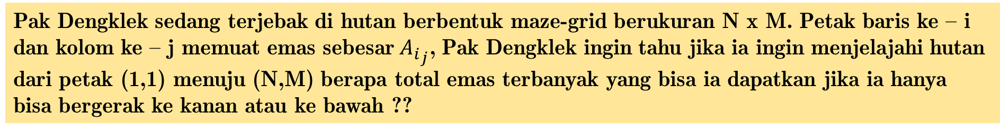 Pak Dengklek sedang terjebak di hutan berbentuk maze-grid berukuran N x M. Petak baris ke – i
dan kolom ke – j memuat emas sebesar A_{ij}, Pak Dengklek ingin tahu jika ia ingin menjelajahi hutan
dari petak (1,1) menuju (N,M) berapa total emas terbanyak yang bisa ia dapatkan jika ia hanya
bisa bergerak ke kanan atau ke bawah ??